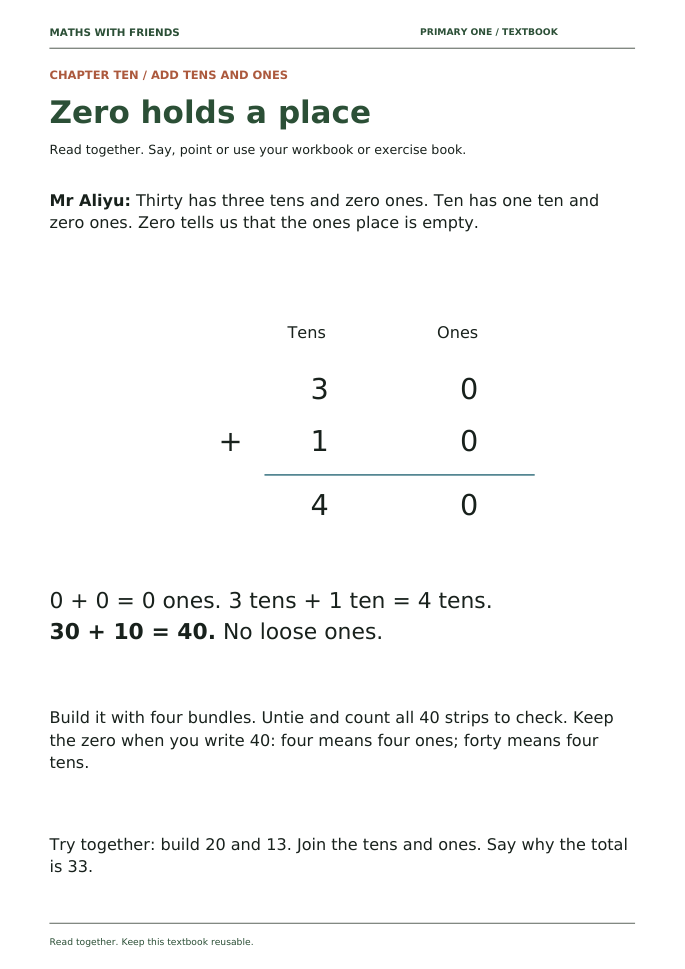 MATHS WITH FRIENDS
PRIMARY ONE / TEXTBOOK
CHAPTER TEN / ADD TENS AND ONES
Zero holds a place
Read together. Say, point or use your workbook or exercise book.
Mr Aliyu: Thirty has three tens and zero ones. Ten has one ten and
zero ones. Zero tells us that the ones place is empty.
Tens Ones
3 0
+ 1 0
4 0
0 + 0 = 0 ones. 3 tens + 1 ten = 4 tens.
30 + 10 = 40. No loose ones.
Build it with four bundles. Untie and count all 40 strips to check. Keep
the zero when you write 40: four means four ones; forty means four
tens.
Try together: build 20 and 13. Join the tens and ones. Say why the total
is 33.
Read together. Keep this textbook reusable.